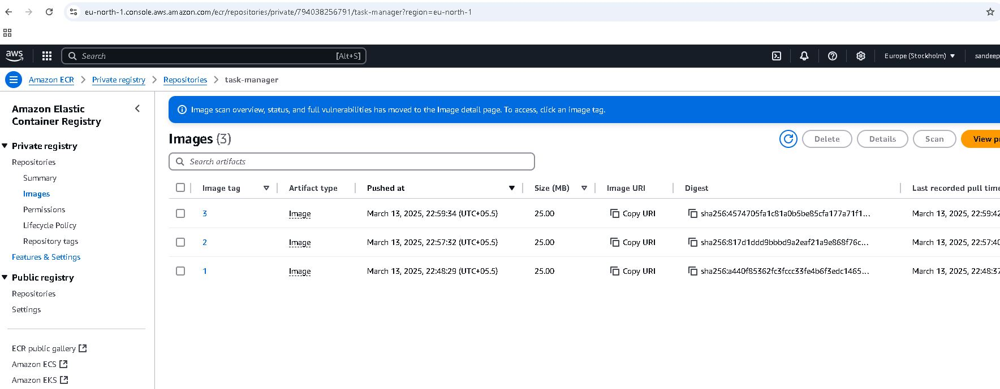 eu-north-1.console.aws.amazon.com/ecr/repositories/private/794038256791/task-manager?region=eu-north-1
aws
Search [Alt+S] Europe (Stockholm) sandeep
Amazon ECR > Private registry > Repositories > task-manager
Amazon Elastic
Container Registry
Private registry
Repositories
Summary
Images
Permissions
Lifecycle Policy
Repository tags
Features & Settings
Public registry
Repositories
Settings
ECR public gallery
Amazon ECS
Amazon EKS
Image scan overview, status, and full vulnerabilities has moved to the Image detail page. To access, click an image tag.
Images (3)
Delete Details Scan View p
Search artifacts
Image tag Artifact type Pushed at Size (MB) Image URI Digest Last recorded pull time
3 Image March 13, 2025, 22:59:34 (UTC+05.5) 25.00 Copy URI sha256:4574705fa1c81a0b5be85cfa177a71f1... March 13, 2025, 22:59:42
2 Image March 13, 2025, 22:57:32 (UTC+05.5) 25.00 Copy URI sha256:817d1ddd9bbbd9a2eaf21a9e868f76c... March 13, 2025, 22:57:40
1 Image March 13, 2025, 22:48:29 (UTC+05.5) 25.00 Copy URI sha256:a440f85362fc3fccc33fe4b6f3edc1465... March 13, 2025, 22:48:37